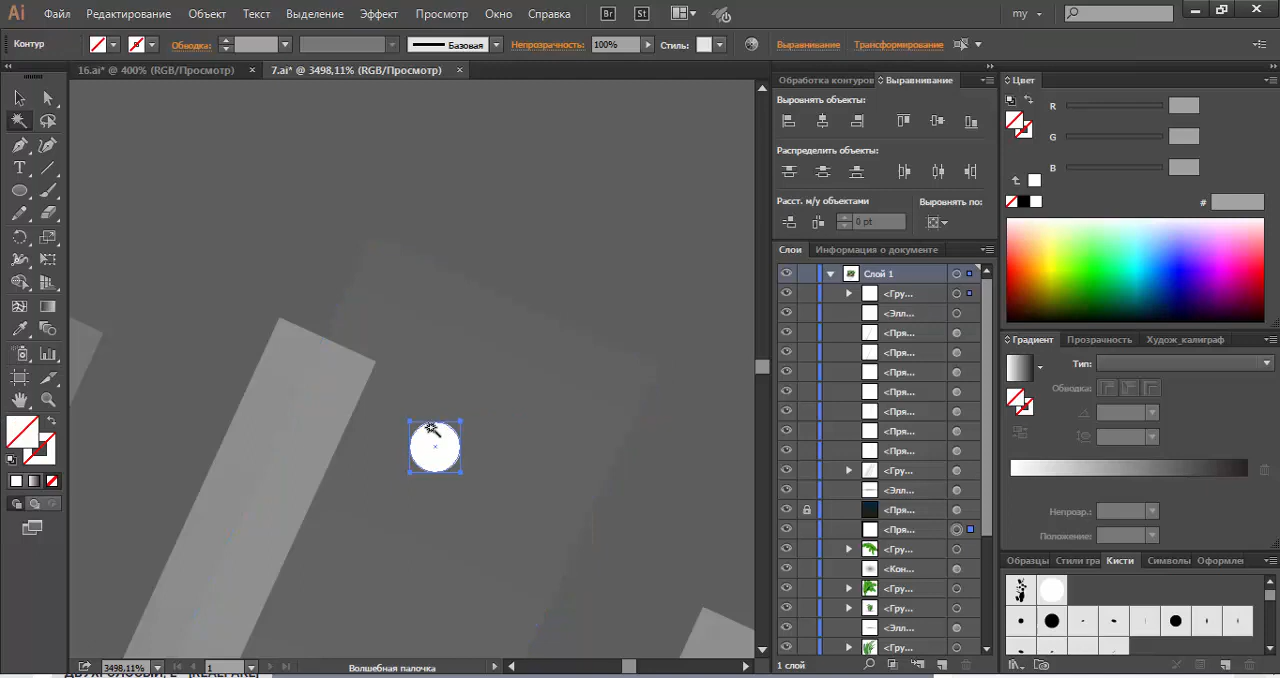 Ai Файл Редактирование Объект Текст Выделение Эффект Просмотр Окно Справка Br St my
Контур Обводка: Базовая Непрозрачность: 100% Стиль: Выравнивание Трансформирование
16.ai* @ 400% (RGB/Просмотр) × 7.ai* @ 3498,11% (RGB/Просмотр) ×
Обработка контуров Выравнивание
Выровнять объекты:
Распределить объекты:
Расст. м/у объектами Выровнять по:
0 pt
Слои Информация о документе
Слой 1
<Гру...
<Элл...
<Пря...
<Пря...
<Пря...
<Пря...
<Пря...
<Пря...
<Пря...
<Гру...
<Элл...
<Пря...
<Пря...
<Гру...
<Кон...
<Гру...
<Гру...
<Элл...
<Гру...
1 слой
Цвет
R
G
B
#
Градиент Прозрачность Худож_калиграф
Тип:
Обводка:
Непрозр.:
Положение:
Образцы Стили гра Кисти Символы Оформлег
3498,11% 1 Волшебная палочка